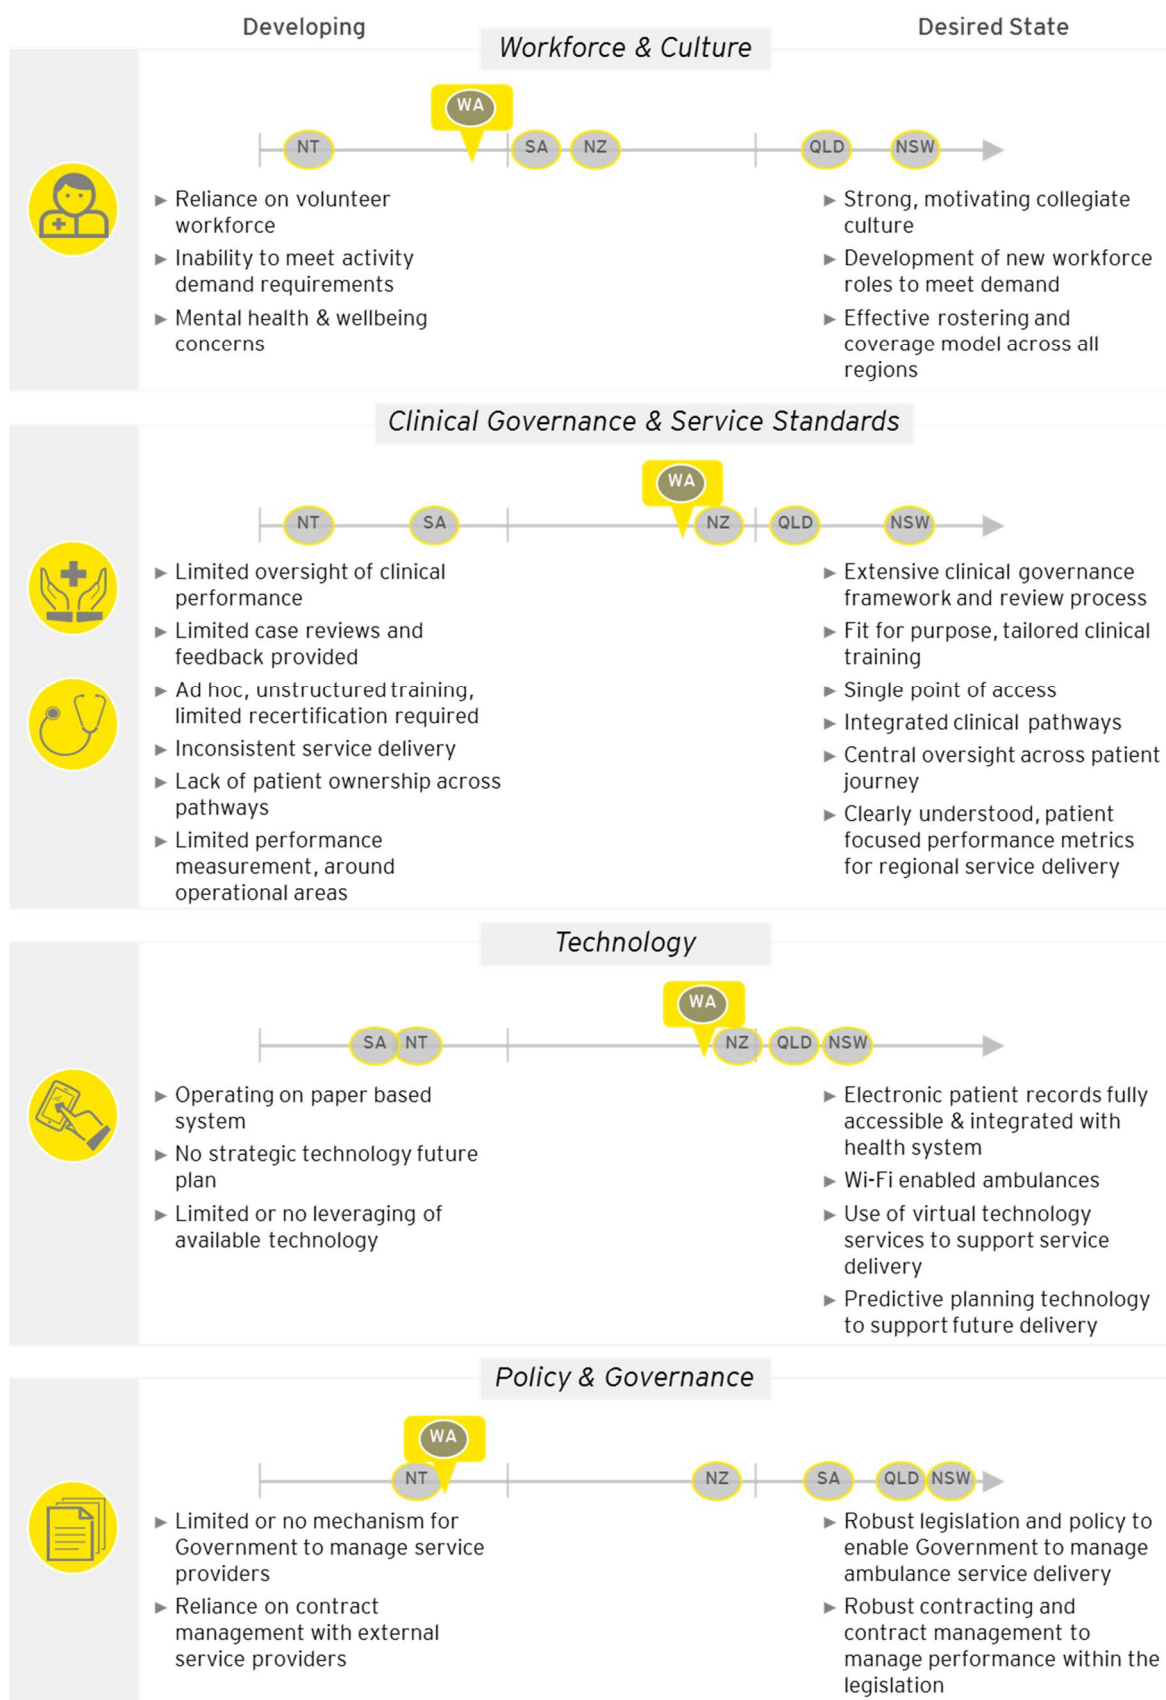 Developing
Desired State
Workforce & Culture
WA
NT
SA
NZ
QLD
NSW
► Reliance on volunteer
workforce
► Inability to meet activity
demand requirements
► Mental health & wellbeing
concerns
► Strong, motivating collegiate
culture
► Development of new workforce
roles to meet demand
► Effective rostering and
coverage model across all
regions
Clinical Governance & Service Standards
WA
NT
SA
NZ
QLD
NSW
► Limited oversight of clinical
performance
► Limited case reviews and
feedback provided
► Ad hoc, unstructured training,
limited recertification required
► Inconsistent service delivery
► Lack of patient ownership across
pathways
► Limited performance
measurement, around
operational areas
► Extensive clinical governance
framework and review process
► Fit for purpose, tailored clinical
training
► Single point of access
► Integrated clinical pathways
► Central oversight across patient
journey
► Clearly understood, patient
focused performance metrics
for regional service delivery
Technology
WA
SA
NT
NZ
QLD
NSW
► Operating on paper based
system
► No strategic technology future
plan
► Limited or no leveraging of
available technology
► Electronic patient records fully
accessible & integrated with
health system
► Wi-Fi enabled ambulances
► Use of virtual technology
services to support service
delivery
► Predictive planning technology
to support future delivery
Policy & Governance
WA
NT
NZ
SA
QLD
NSW
► Limited or no mechanism for
Government to manage service
providers
► Reliance on contract
management with external
service providers
► Robust legislation and policy to
enable Government to manage
ambulance service delivery
► Robust contracting and
contract management to
manage performance within the
legislation